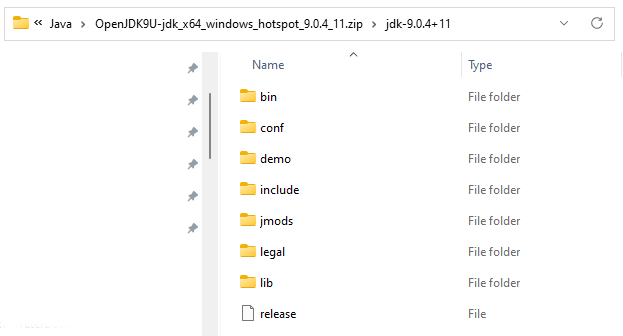 « Java > OpenJDK9U-jdk_x64_windows_hotspot_9.0.4_11.zip > jdk-9.0.4+11
Name Type
bin File folder
conf File folder
demo File folder
include File folder
jmods File folder
legal File folder
lib File folder
release File